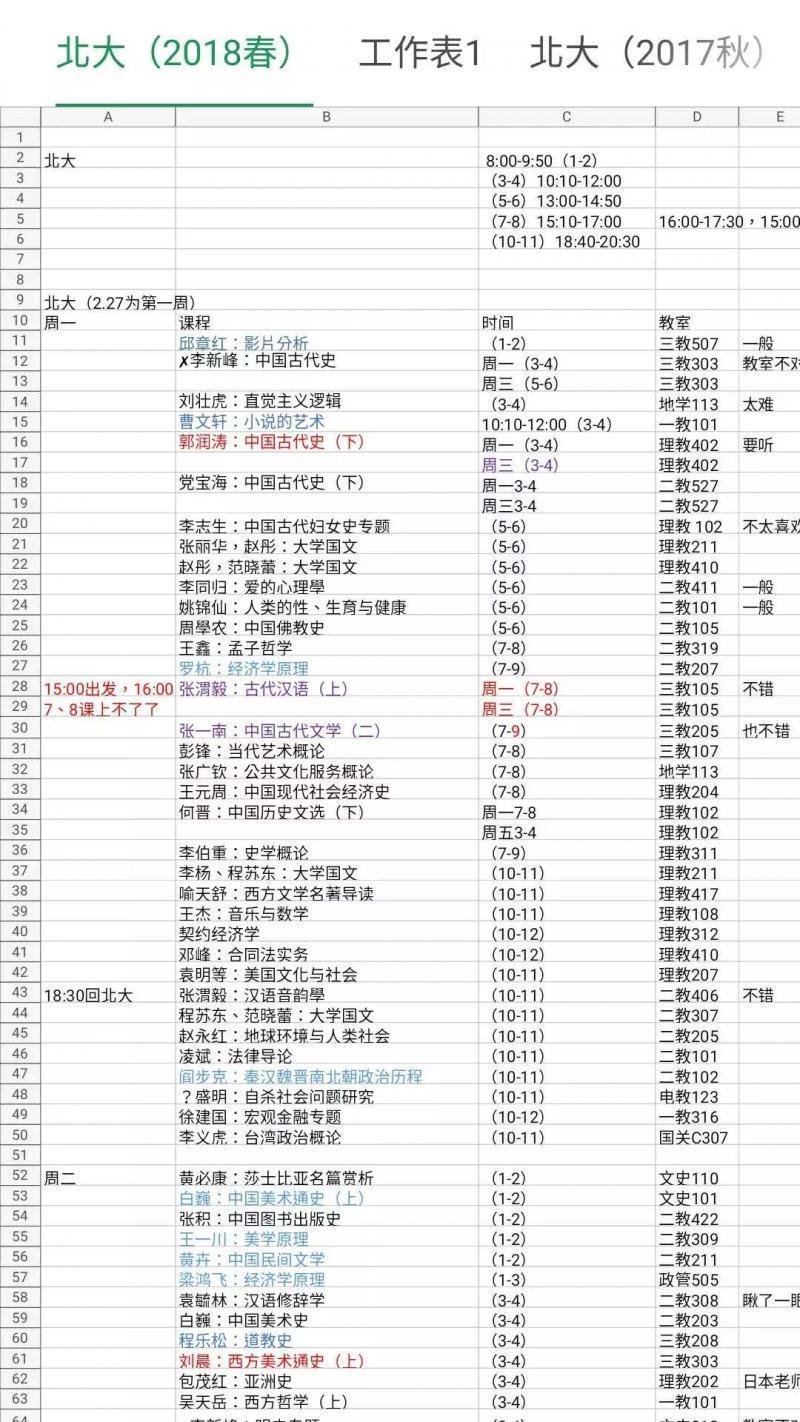 北大（2018春） 工作表1 北大（2017秋）
A B C D E
1
2 北大 8:00-9:50（1-2）
3 （3-4）10:10-12:00
4 （5-6）13:00-14:50
5 （7-8）15:10-17:00 16:00-17:30，15:00
6 （10-11）18:40-20:30
7
8
9 北大（2.27为第一周）
10 周一 课程 时间 教室
11 邱章红：影片分析 （1-2） 三教507 一般
12 ✗李新峰：中国古代史 周一（3-4） 三教303 教室不对
13 周三（5-6） 三教303
14 刘壮虎：直觉主义逻辑 （3-4） 地学113 太难
15 曹文轩：小说的艺术 10:10-12:00（3-4） 一教101
16 郭润涛：中国古代史（下） 周一（3-4） 理教402 要听
17 周三（3-4） 理教402
18 党宝海：中国古代史（下） 周一3-4 二教527
19 周三3-4 二教527
20 李志生：中国古代妇女史专题 （5-6） 理教 102 不太喜欢
21 张丽华，赵彤：大学国文 （5-6） 理教211
22 赵彤，范晓蕾：大学国文 （5-6） 理教410
23 李同归：爱的心理學 （5-6） 二教411 一般
24 姚锦仙：人类的性、生育与健康 （5-6） 二教101 一般
25 周學农：中国佛教史 （5-6） 二教105
26 王鑫：孟子哲学 （7-8） 二教319
27 罗杭：经济学原理 （7-9） 二教207
28 15:00出发，16:00 张渭毅：古代汉语（上） 周一（7-8） 三教105 不错
29 7、8课上不了了 周三（7-8） 三教105
30 张一南：中国古代文学（二） （7-9） 三教205 也不错
31 彭锋：当代艺术概论 （7-8） 三教107
32 张广钦：公共文化服务概论 （7-8） 地学113
33 王元周：中国现代社会经济史 （7-8） 理教204
34 何晋：中国历史文选（下） 周一7-8 理教102
35 周五3-4 理教102
36 李伯重：史学概论 （7-9） 理教311
37 李杨、程苏东：大学国文 （10-11） 理教211
38 喻天舒：西方文学名著导读 （10-11） 理教417
39 王杰：音乐与数学 （10-11） 理教108
40 契约经济学 （10-12） 理教312
41 邓峰：合同法实务 （10-12） 理教410
42 袁明等：美国文化与社会 （10-11） 理教207
43 18:30回北大 张渭毅：汉语音韵學 （10-11） 二教406 不错
44 程苏东、范晓蕾：大学国文 （10-11） 二教307
45 赵永红：地球环境与人类社会 （10-11） 二教205
46 凌斌：法律导论 （10-11） 二教101
47 阎步克：秦汉魏晋南北朝政治历程 （10-11） 二教102
48 ？盛明：自杀社会问题研究 （10-11） 电教123
49 徐建国：宏观金融专题 （10-12） 一教316
50 李义虎：台湾政治概论 （10-11） 国关C307
51
52 周二 黄必康：莎士比亚名篇赏析 （1-2） 文史110
53 白巍：中国美术通史（上） （1-2） 文史101
54 张积：中国图书出版史 （1-2） 二教422
55 王一川：美学原理 （1-2） 二教309
56 黄卉：中国民间文学 （1-2） 二教211
57 梁鸿飞：经济学原理 （1-3） 政管505
58 袁毓林：汉语修辞学 （3-4） 二教308 瞅了一眼
59 白巍：中国美术史 （3-4） 二教203
60 程乐松：道教史 （3-4） 三教208
61 刘晨：西方美术通史（上） （3-4） 三教303
62 包茂红：亚洲史 （3-4） 理教202 日本老师
63 吴天岳：西方哲学（上） （3-4） 一教101